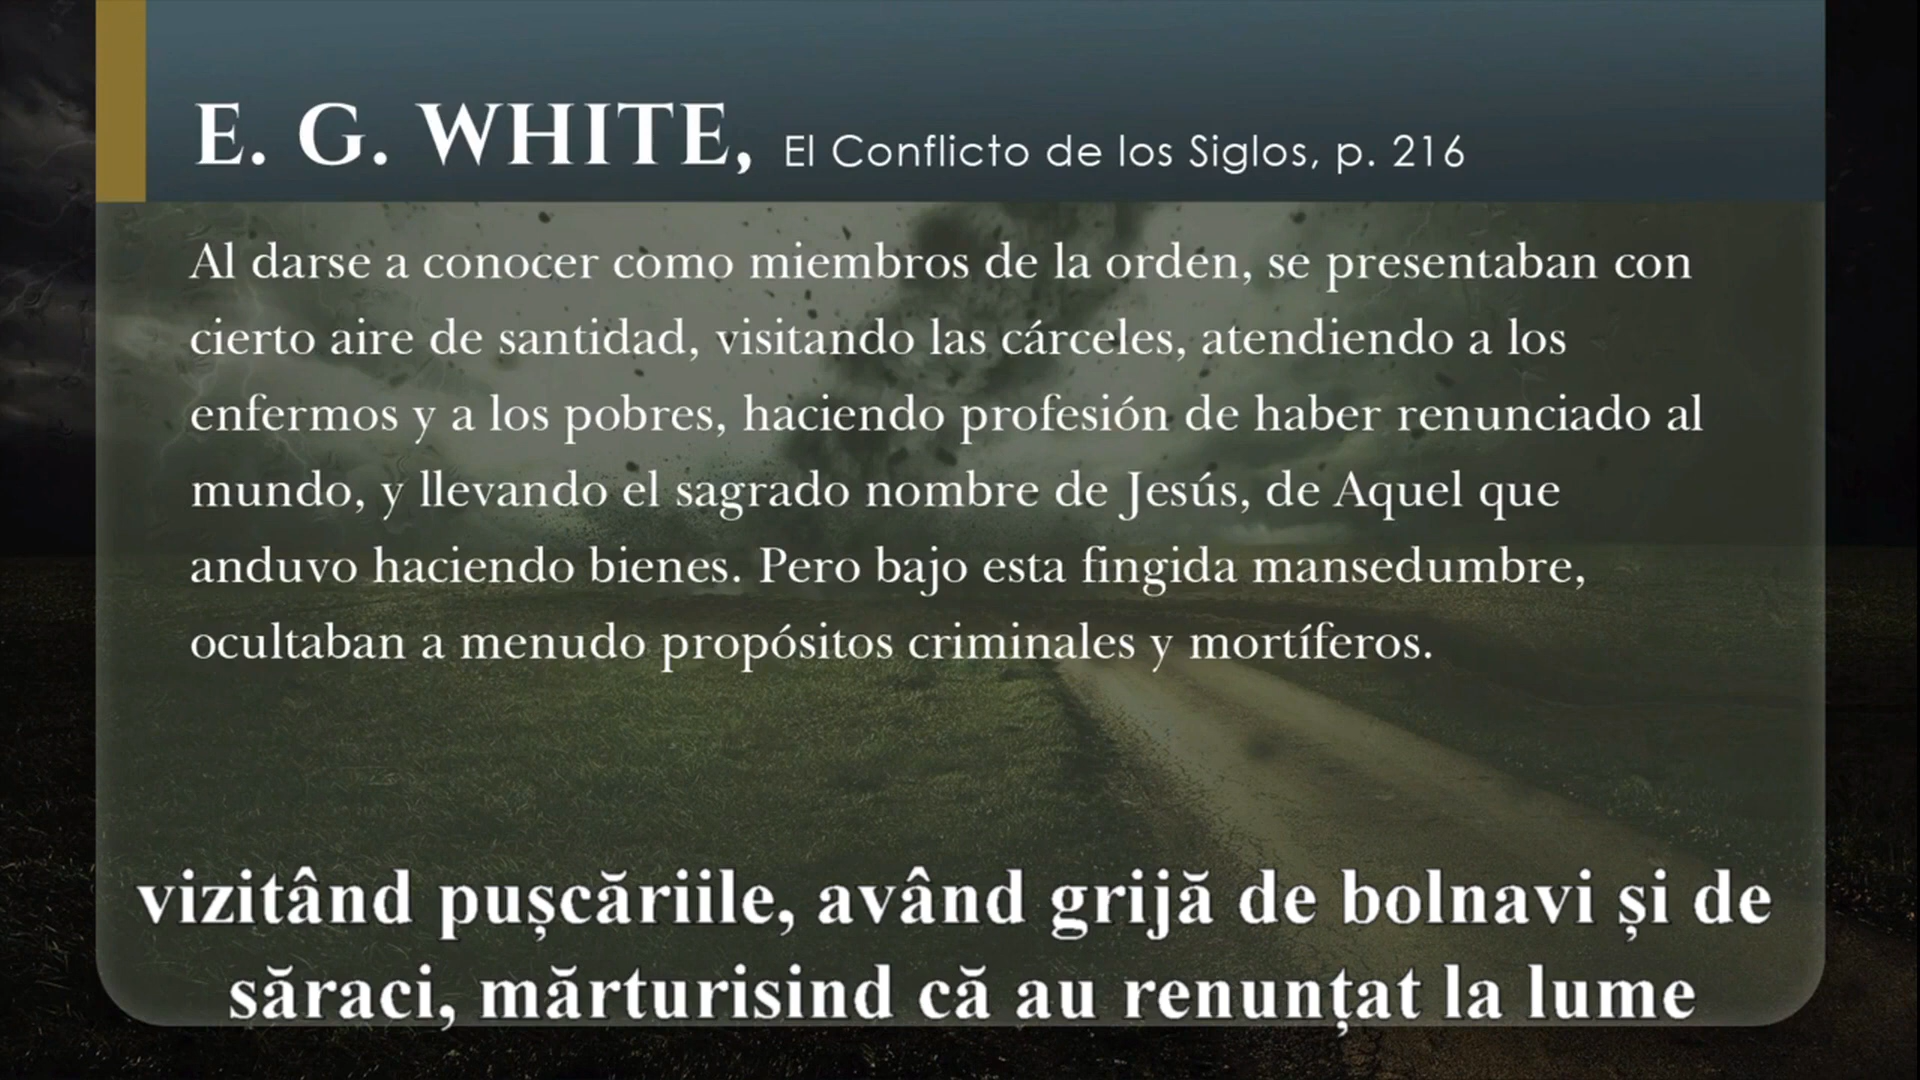 E. G. WHITE, El Conflicto de los Siglos, p. 216
Al darse a conocer como miembros de la orden, se presentaban con
cierto aire de santidad, visitando las cárceles, atendiendo a los
enfermos y a los pobres, haciendo profesión de haber renunciado al
mundo, y llevando el sagrado nombre de Jesús, de Aquel que
anduvo haciendo bienes. Pero bajo esta fingida mansedumbre,
ocultaban a menudo propósitos criminales y mortíferos.
vizitând pușcăriile, având grijă de bolnavi și de
săraci, mărturisind că au renunțat la lume